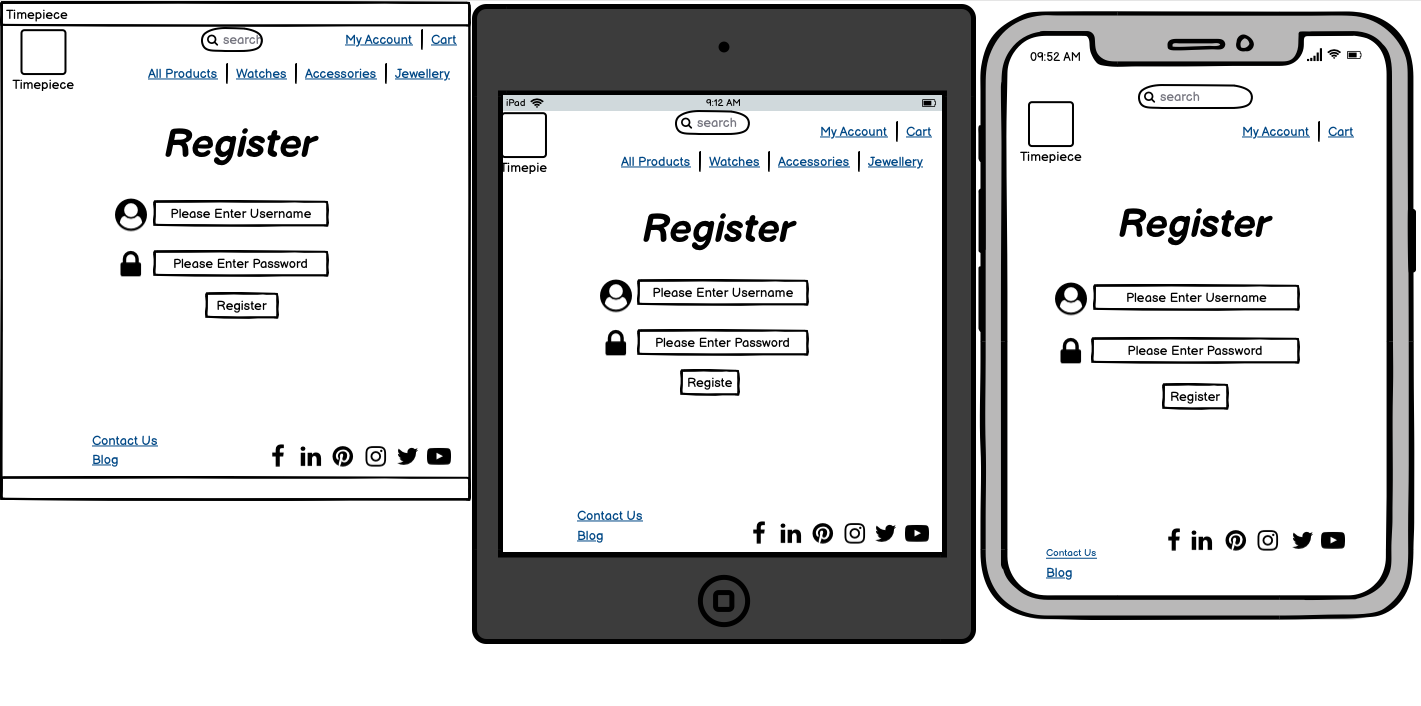 Timepiece
search
My Account
Cart
Timepiece
All Products
Watches
Accessories
Jewellery
Register
Please Enter Username
Please Enter Password
Register
Contact Us
Blog
iPad
9:12 AM
search
My Account
Cart
Timepie
All Products
Watches
Accessories
Jewellery
Register
Please Enter Username
Please Enter Password
Registe
Contact Us
Blog
09:52 AM
search
My Account
Cart
Timepiece
Register
Please Enter Username
Please Enter Password
Register
Contact Us
Blog